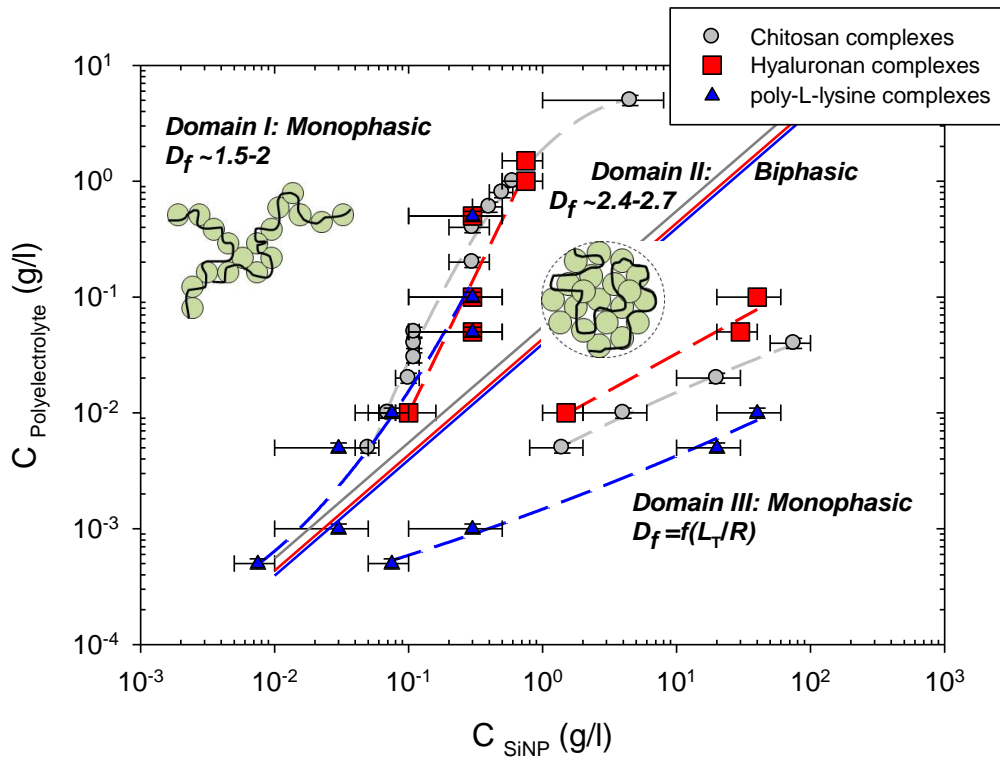 Chitosan complexes
Hyaluronan complexes
poly-L-lysine complexes
Domain I: Monophasic
D_f ~1.5-2
Domain II: Biphasic
D_f ~2.4-2.7
Domain III: Monophasic
D_f =f(L_T/R)
C Polyelectrolyte (g/l)
10^1
10^0
10^-1
10^-2
10^-3
10^-4
10^-3 10^-2 10^-1 10^0 10^1 10^2 10^3
C SiNP (g/l)